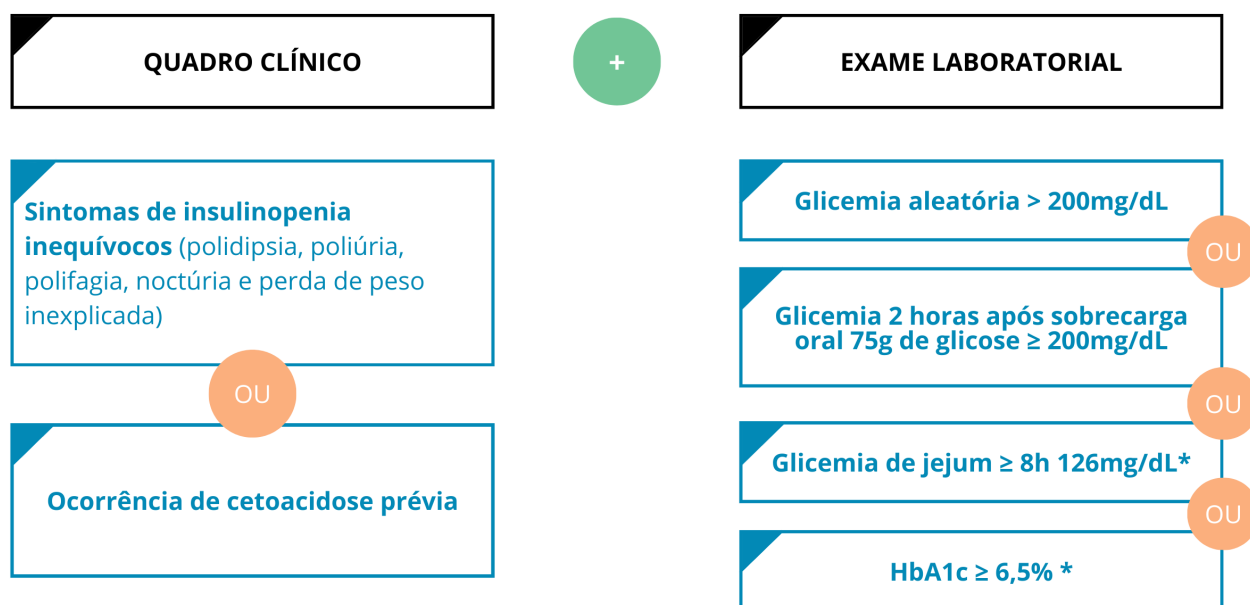 QUADRO CLÍNICO
+
EXAME LABORATORIAL
Sintomas de insulinopenia
inequívocos (polidipsia, poliúria,
polifagia, noctúria e perda de peso
inexplicada)
OU
Ocorrência de cetoacidose prévia
Glicemia aleatória > 200mg/dL
OU
Glicemia 2 horas após sobrecarga
oral 75g de glicose ≥ 200mg/dL
OU
Glicemia de jejum ≥ 8h 126mg/dL*
OU
HbA1c ≥ 6,5% *